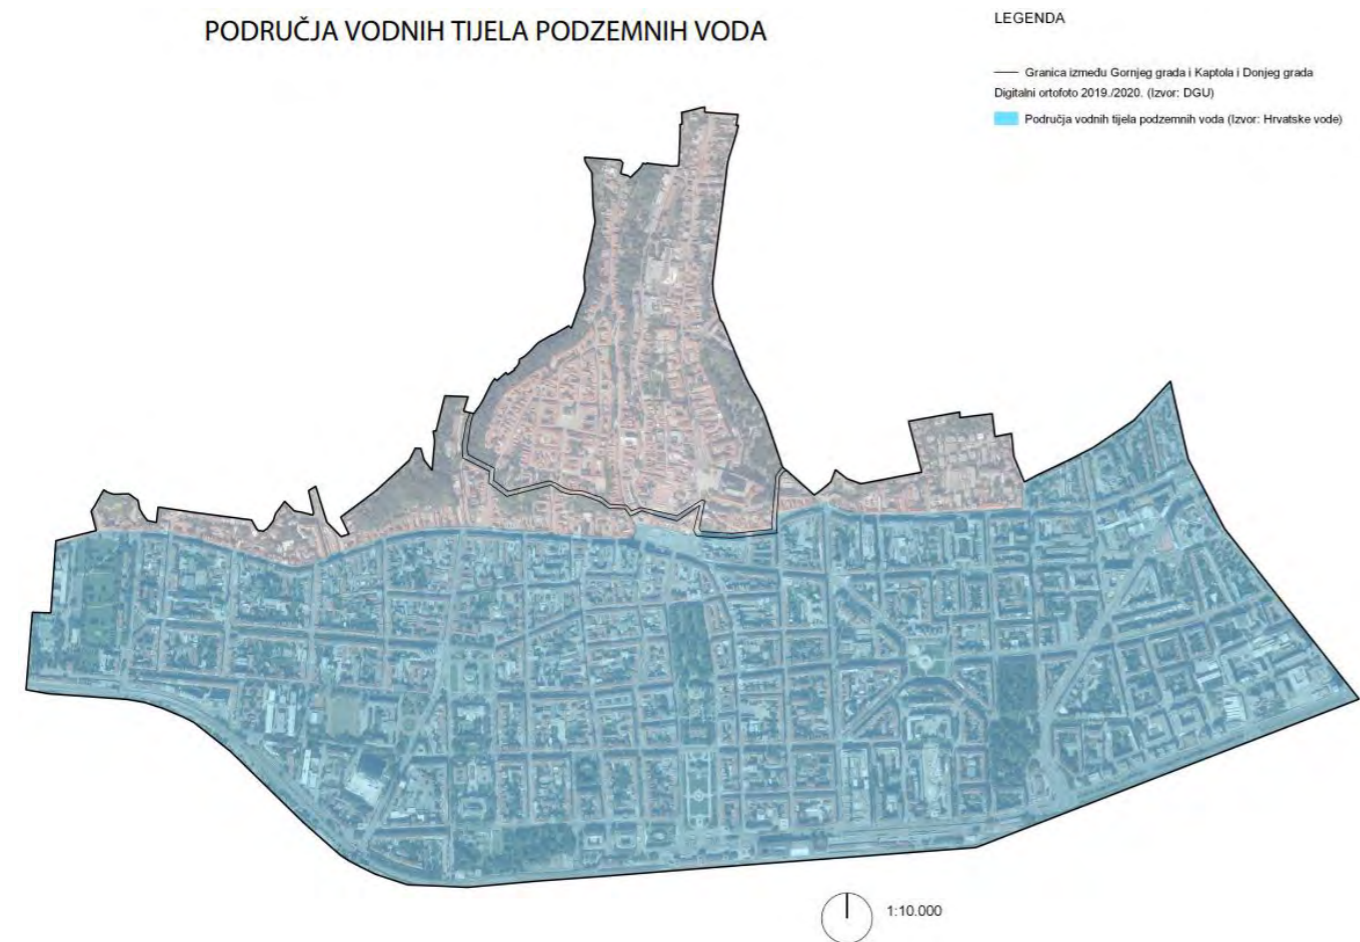 PODRUČJA VODNIH TIJELA PODZEMNIH VODA
LEGENDA
Granica između Gornjeg grada i Kaptola i Donjeg grada
Digitalni ortofoto 2019./2020. (Izvor: DGU)
Područja vodnih tijela podzemnih voda (Izvor: Hrvatske vode)
1:10.000